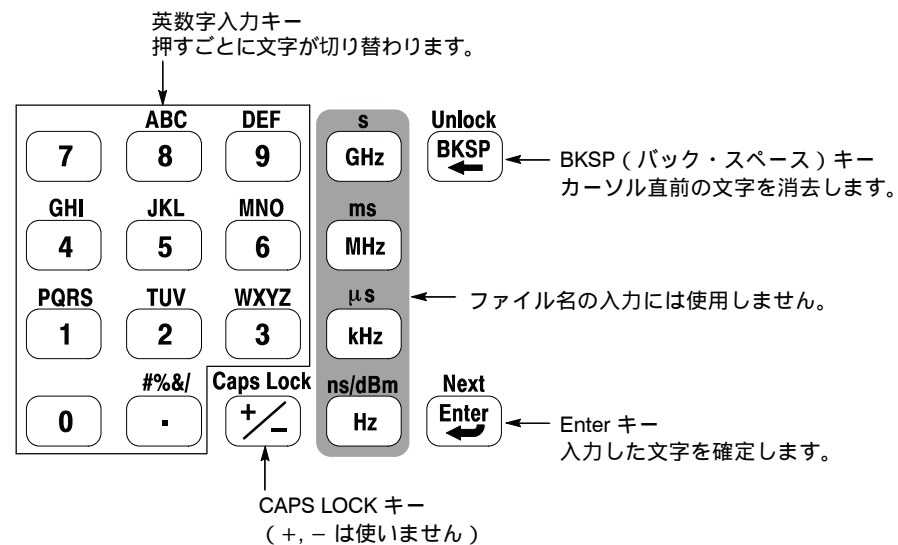 英数字入力キー
押すごとに文字が切り替わります。
ABC DEF s Unlock
7 8 9 GHz BKSP
BKSP（バック・スペース）キー
カーソル直前の文字を消去します。
GHI JKL MNO ms
4 5 6 MHz
PQRS TUV WXYZ μs
ファイル名の入力には使用しません。
1 2 3 kHz
#%&/ Caps Lock ns/dBm Next
0 . +/− Hz Enter
Enter キー
入力した文字を確定します。
CAPS LOCK キー
（+, − は使いません）